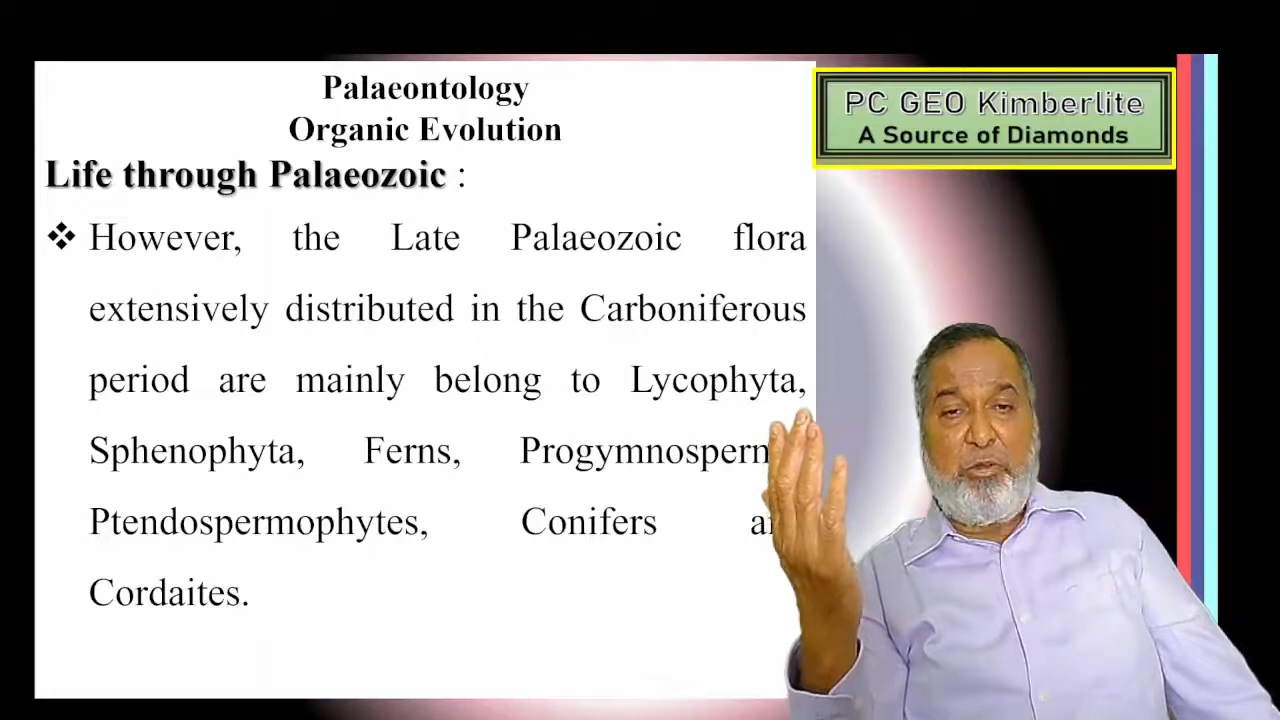 Palaeontology
Organic Evolution
Life through Palaeozoic :
❖ However, the Late Palaeozoic flora
extensively distributed in the Carboniferous
period are mainly belong to Lycophyta,
Sphenophyta, Ferns,
Ptendospermophytes, Conifers
Cordaites.
PC GEO Kimberlite
A Source of Diamonds